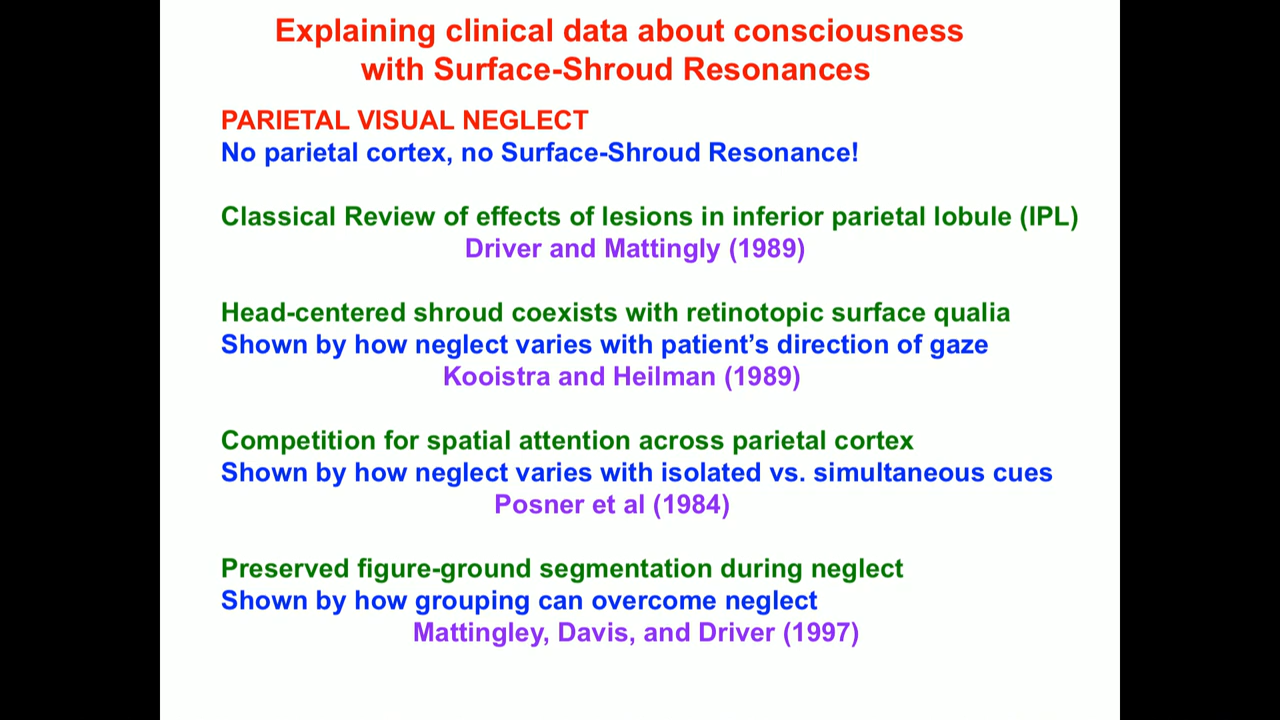 Explaining clinical data about consciousness
with Surface-Shroud Resonances
PARIETAL VISUAL NEGLECT
No parietal cortex, no Surface-Shroud Resonance!
Classical Review of effects of lesions in inferior parietal lobule (IPL)
Driver and Mattingly (1989)
Head-centered shroud coexists with retinotopic surface qualia
Shown by how neglect varies with patient’s direction of gaze
Kooistra and Heilman (1989)
Competition for spatial attention across parietal cortex
Shown by how neglect varies with isolated vs. simultaneous cues
Posner et al (1984)
Preserved figure-ground segmentation during neglect
Shown by how grouping can overcome neglect
Mattingley, Davis, and Driver (1997)